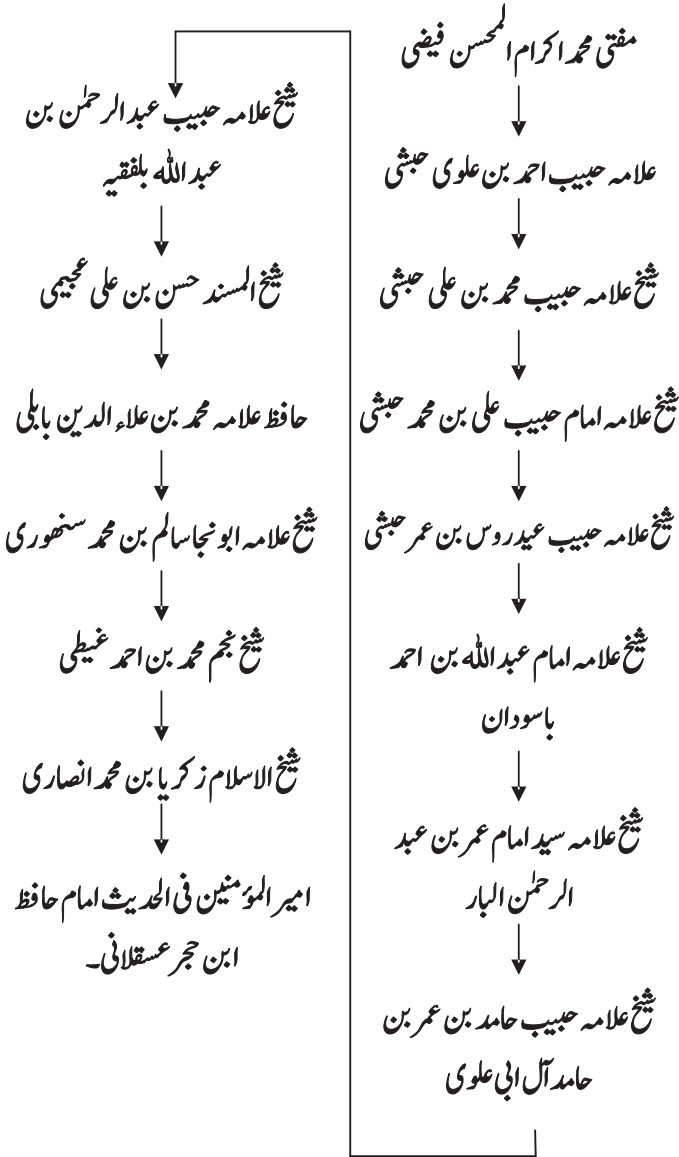 مفتی محمد اکرام المحسن فیضی
علامہ حبیب احمد بن علوی حبشی
شیخ علامہ حبیب محمد بن علی حبشی
شیخ علامہ امام حبیب علی بن محمد حبشی
شیخ علامہ حبیب عیدروس بن عمر حبشی
شیخ علامہ امام عبد اللہ بن احمد
باسودان
شیخ علامہ سید امام عمر بن عبد
الرحمٰن البار
شیخ علامہ حبیب حامد بن عمر بن
حامد آل ابی علوی
شیخ علامہ حبیب عبد الرحمٰن بن
عبد اللہ بلفقیہ
شیخ المسند حسن بن علی عجیمی
حافظ علامہ محمد بن علاء الدین بابلی
شیخ علامہ ابو نجا سالم بن محمد سنھوری
شیخ نجم محمد بن احمد غیطی
شیخ الاسلام زکریا بن محمد انصاری
امیر المؤمنین فی الحدیث امام حافظ
ابن حجر عسقلانی۔